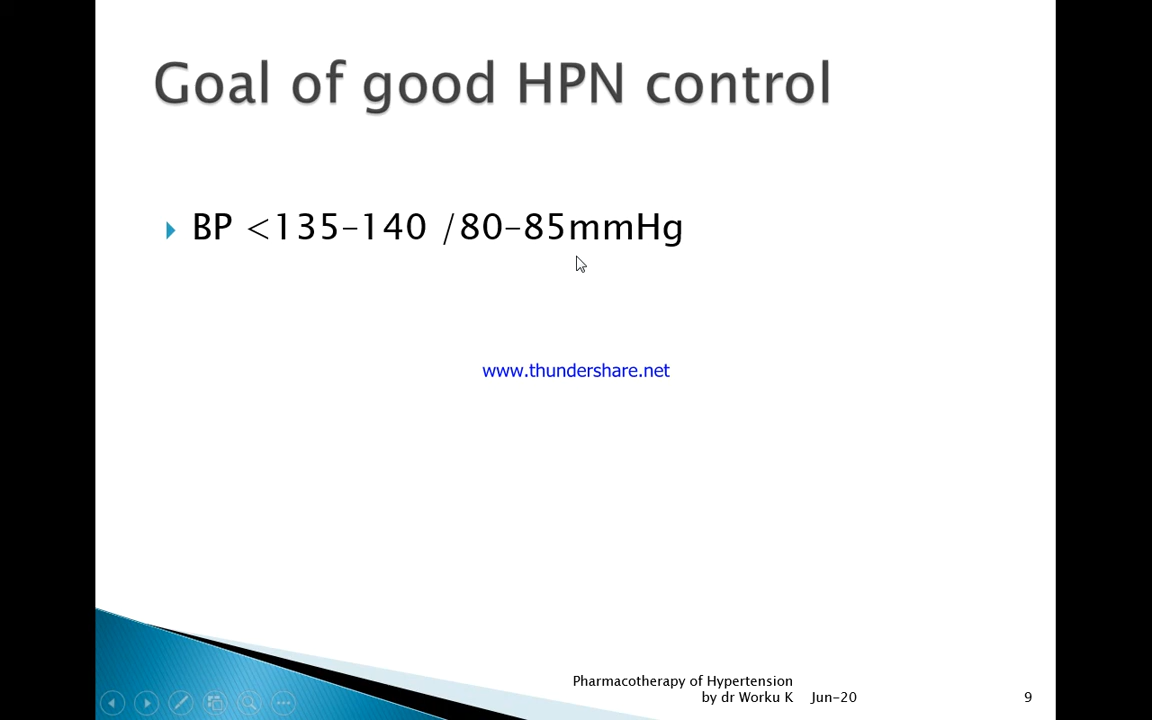 Goal of good HPN control
BP <135-140 /80-85mmHg
www.thundershare.net
Pharmacotherapy of Hypertension
by dr Worku K Jun-20 9